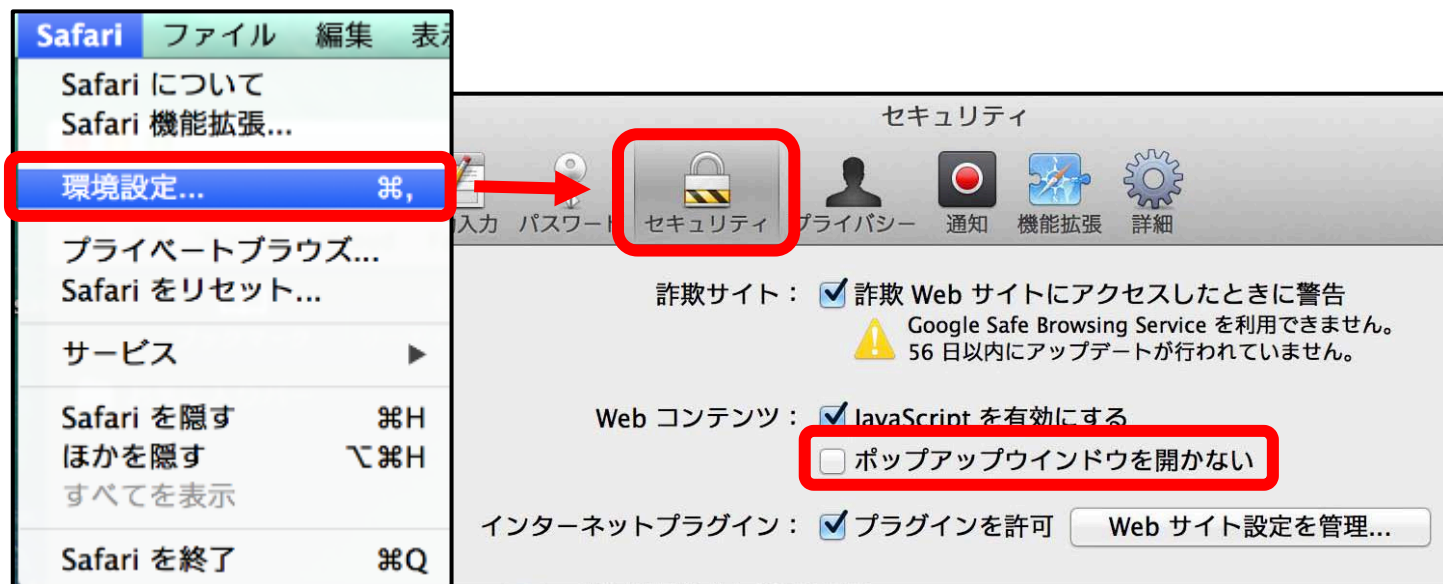 Safari ファイル 編集 表
Safari について
Safari 機能拡張...
環境設定... ⌘,
プライベートブラウズ...
Safari をリセット...
サービス ▶
Safari を隠す ⌘H
ほかを隠す ⌥⌘H
すべてを表示
Safari を終了 ⌘Q
セキュリティ
入力 パスワード セキュリティ プライバシー 通知 機能拡張 詳細
詐欺サイト： 詐欺 Web サイトにアクセスしたときに警告
Google Safe Browsing Service を利用できません。
56 日以内にアップデートが行われていません。
Web コンテンツ： JavaScript を有効にする
ポップアップウインドウを開かない
インターネットプラグイン： プラグインを許可 Web サイト設定を管理...